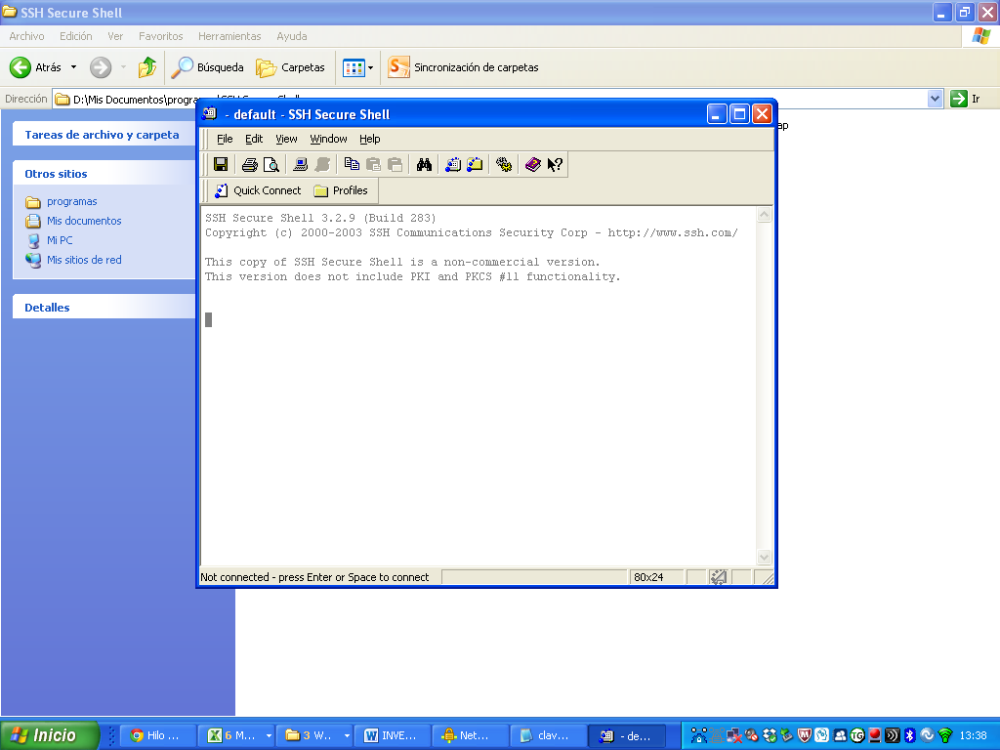 SSH Secure Shell
Archivo Edición Ver Favoritos Herramientas Ayuda
Atrás Búsqueda Carpetas Sincronización de carpetas
Dirección D:\Mis Documentos\progra Ir
- default - SSH Secure Shell
ap
Tareas de archivo y carpeta
File Edit View Window Help
Otros sitios
Quick Connect Profiles
programas
Mis documentos
Mi PC
Mis sitios de red
Detalles
SSH Secure Shell 3.2.9 (Build 283)
Copyright (c) 2000-2003 SSH Communications Security Corp - http://www.ssh.com/
This copy of SSH Secure Shell is a non-commercial version.
This version does not include PKI and PKCS #11 functionality.
Not connected - press Enter or Space to connect 80x24
Inicio Hilo ... 6 M... 3 W... INVE... Net... clav... - de... TG 13:38